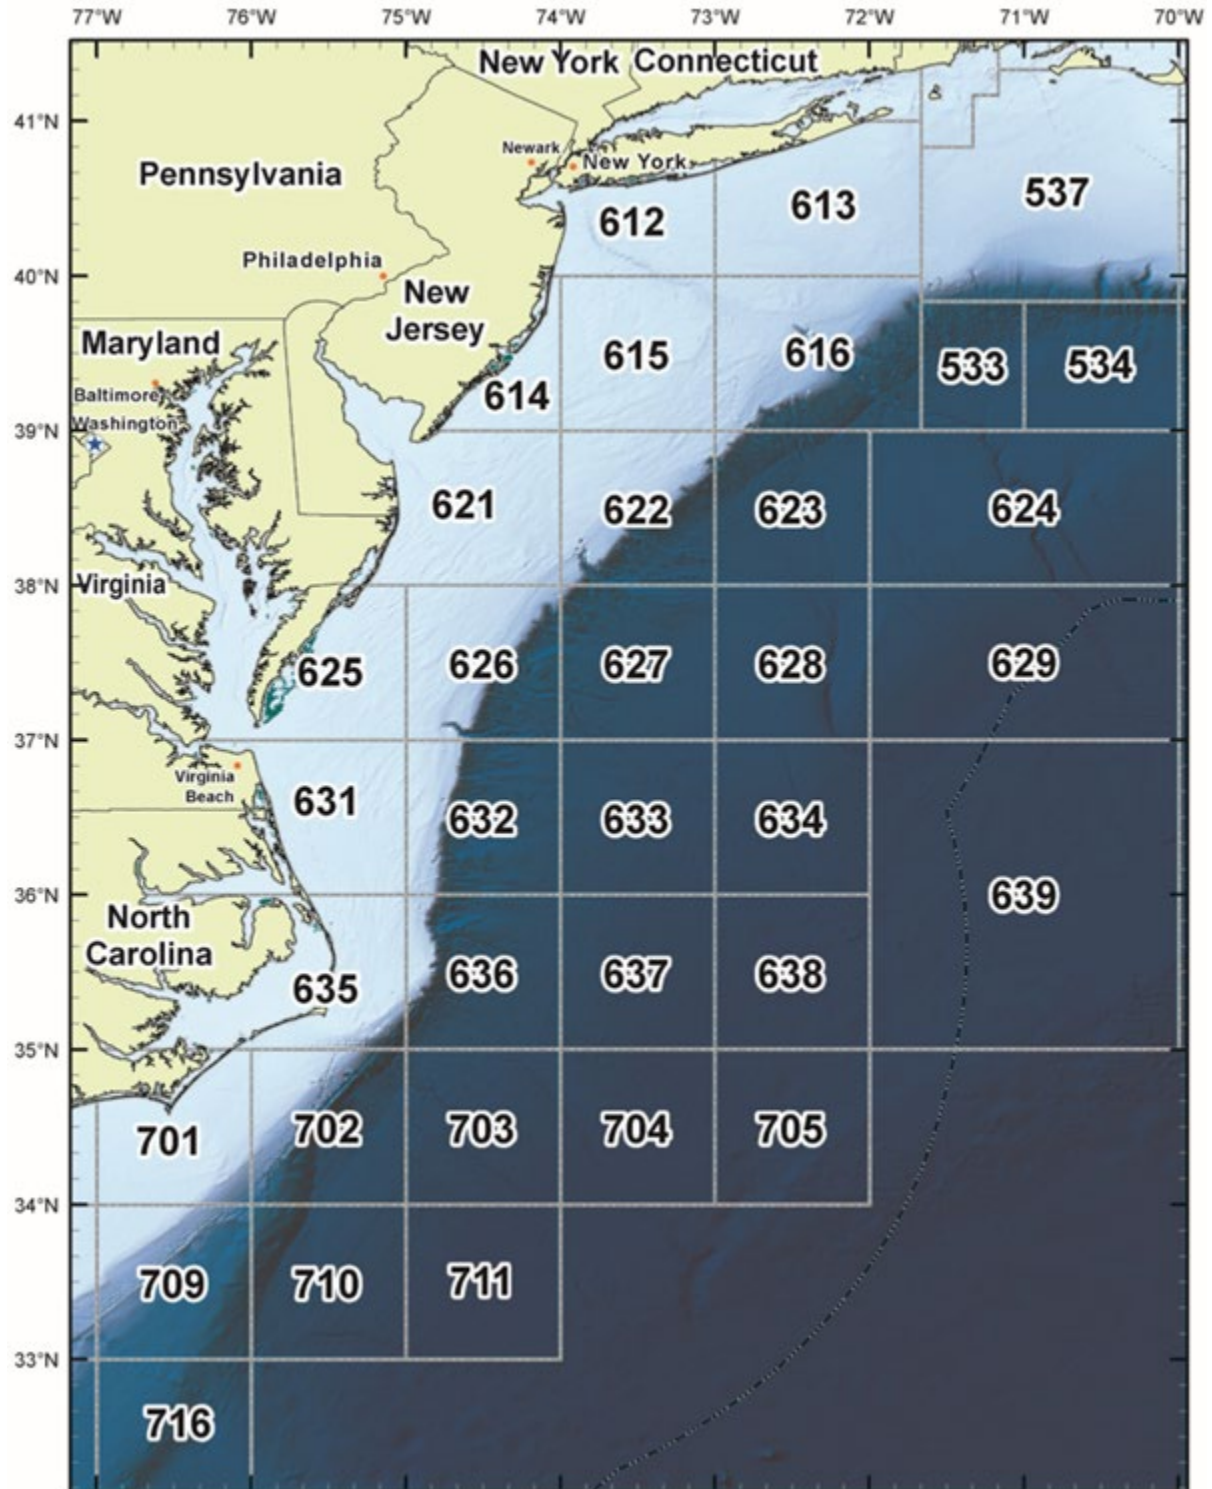 77°W 76°W 75°W 74°W 73°W 72°W 71°W 70°W
New York Connecticut
41°N
Newark
New York
Pennsylvania
537
613
612
Philadelphia
40°N
New
Jersey
Maryland
615
616
533
534
Baltimore
614
Washington
39°N
621
622
623
624
38°N
Virginia
625
626
627
628
629
37°N
Virginia
Beach
631
632
633
634
36°N
639
North
Carolina
635
636
637
638
35°N
701
702
703
704
705
34°N
709
710
711
33°N
716